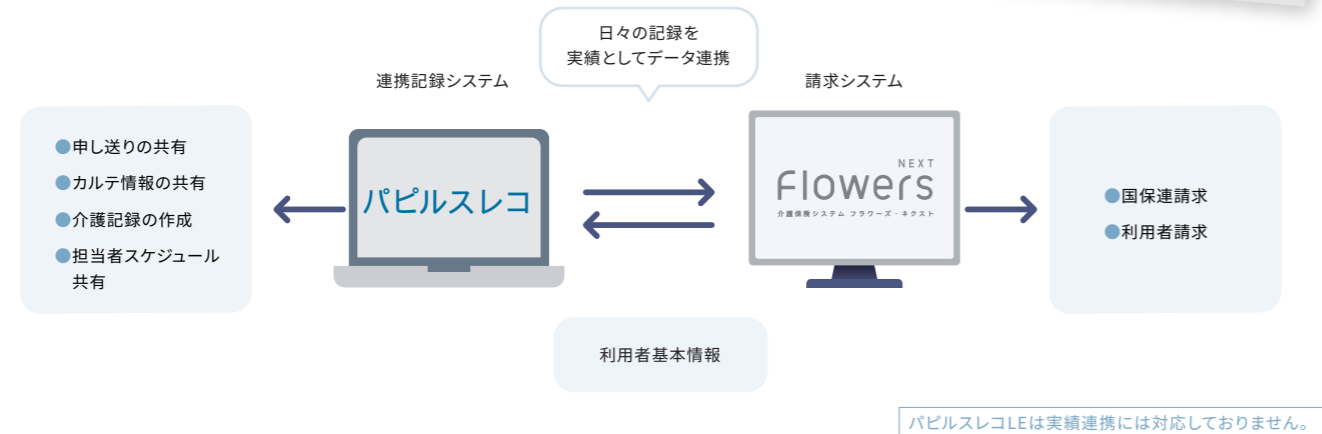 日々の記録を
実績としてデータ連携
連携記録システム
請求システム
●申し送りの共有
●カルテ情報の共有
●介護記録の作成
●担当者スケジュール
共有
パピルスレコ
NEXT
Flowers
介護保険システム フラワーズ・ネクスト
●国保連請求
●利用者請求
利用者基本情報
パピルスレコLEは実績連携には対応しておりません。